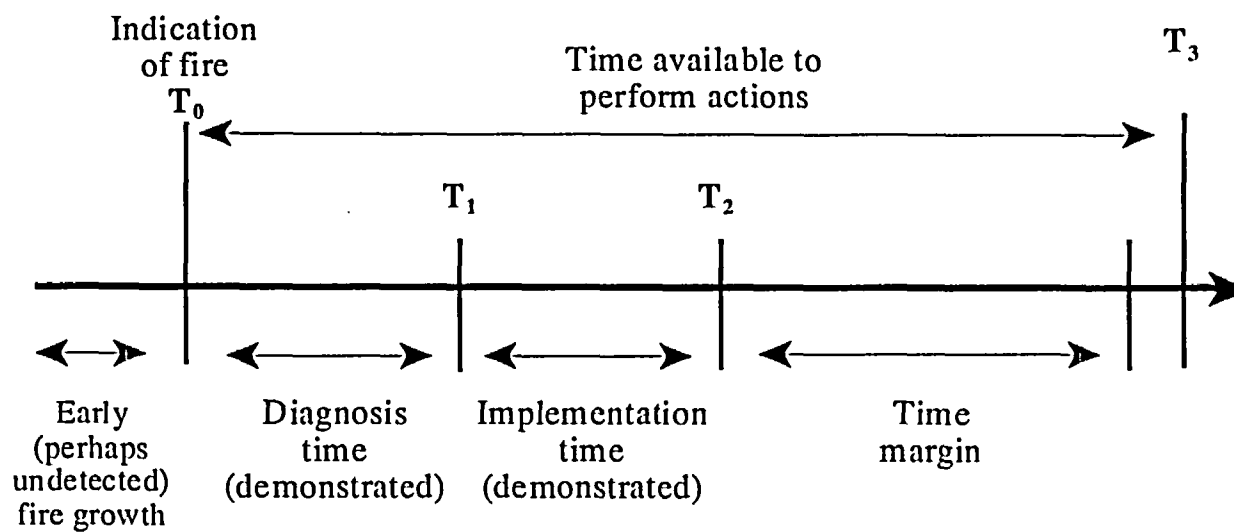 Indication
of fire
T₀
Time available to
perform actions
T₃
T₁
T₂
Early
(perhaps
undetected)
fire growth
Diagnosis
time
(demonstrated)
Implementation
time
(demonstrated)
Time
margin